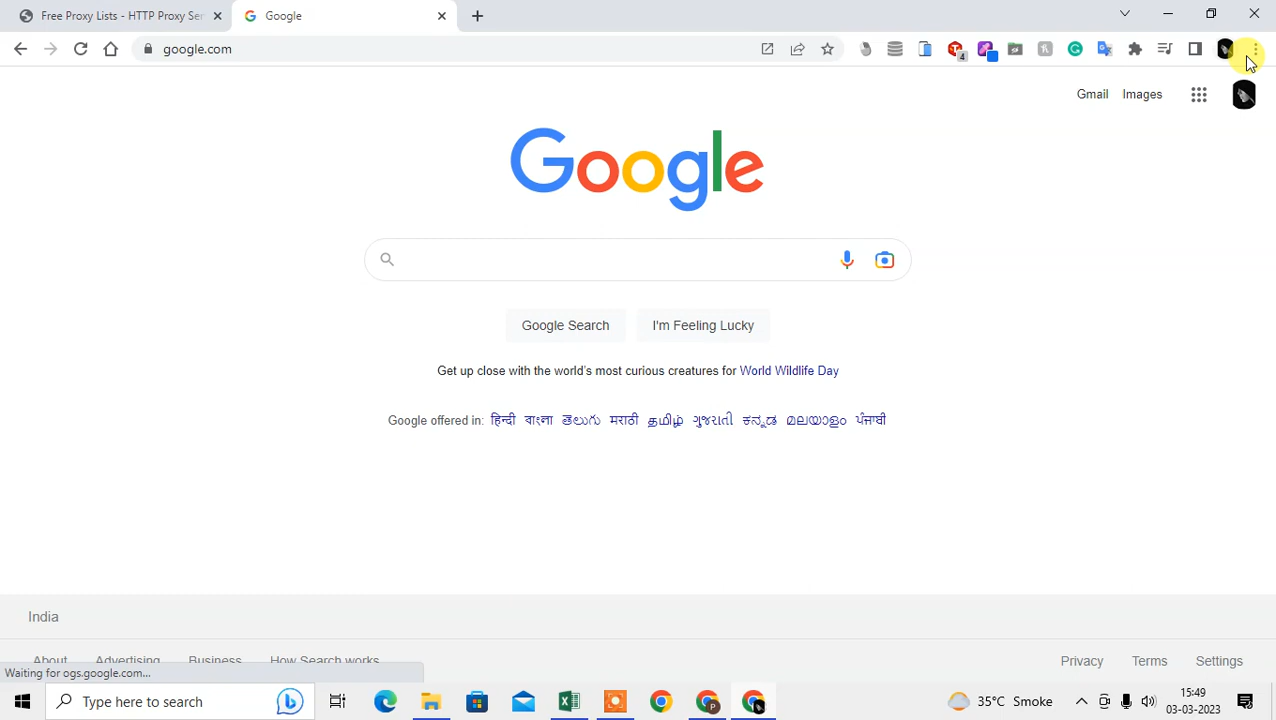 Free Proxy Lists - HTTP Proxy Ser
Google
google.com
4
Gmail Images
Google
Google Search I'm Feeling Lucky
Get up close with the world's most curious creatures for World Wildlife Day
Google offered in: हिन्दी বাংলা తెలుగు मराठी தமிழ் ગુજરાતી ಕನ್ನಡ മലയാളം ਪੰਜਾਬੀ
India
About Advertising Business How Search works Privacy Terms Settings
Waiting for ogs.google.com...
Type here to search
35°C Smoke
15:49
03-03-2023